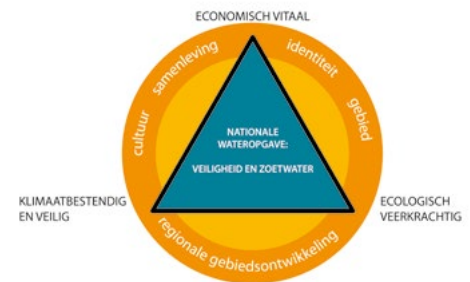 ECONOMISCH VITAAL
cultuur samenleving identiteit gebied
NATIONALE
WATEROPGAVE:
VEILIGHEID EN ZOETWATER
KLIMAATBESTENDIG
EN VEILIG
ECOLOGISCH
VEERKRACHTIG
regionale gebiedsontwikkeling